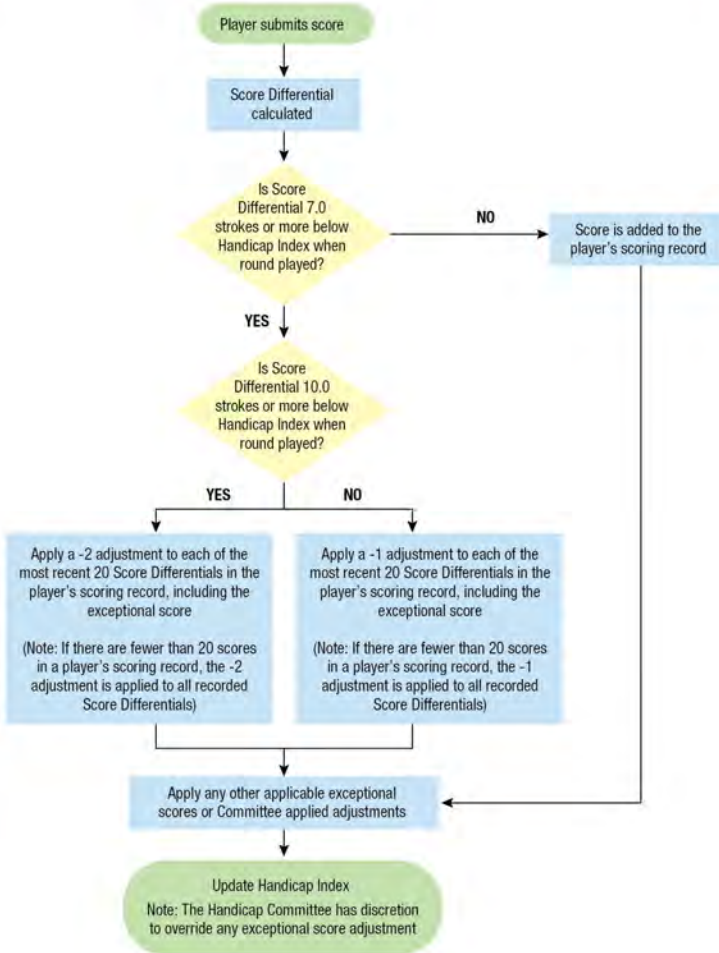 Player submits score
Score Differential
calculated
Is Score
Differential 7.0
strokes or more below
Handicap Index when
round played?
NO
Score is added to the
player's scoring record
YES
Is Score
Differential 10.0
strokes or more below
Handicap Index when
round played?
YES
NO
Apply a -2 adjustment to each of the
most recent 20 Score Differentials in the
player's scoring record, including the
exceptional score
(Note: If there are fewer than 20 scores
in a player's scoring record, the -2
adjustment is applied to all recorded
Score Differentials)
Apply a -1 adjustment to each of the
most recent 20 Score Differentials in the
player's scoring record, including the
exceptional score
(Note: If there are fewer than 20 scores
in a player's scoring record, the -1
adjustment is applied to all recorded
Score Differentials)
Apply any other applicable exceptional
scores or Committee applied adjustments
Update Handicap Index
Note: The Handicap Committee has discretion
to override any exceptional score adjustment